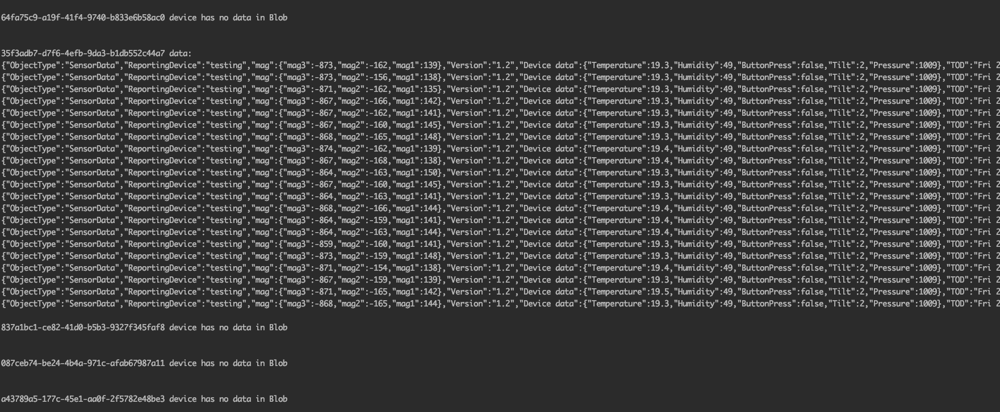 64fa75c9-a19f-41f4-9740-b833e6b58ac0 device has no data in Blob
35f3adb7-d7f6-4efb-9da3-b1db552c44a7 data:
{"ObjectType":"SensorData","ReportingDevice":"testing","mag":{"mag3":-873,"mag2":-162,"mag1":139},"Version":"1.2","Device data":{"Temperature":19.3,"Humidity":49,"ButtonPress":false,"Tilt":2,"Pressure":1009},"TOD":"Fri 2
{"ObjectType":"SensorData","ReportingDevice":"testing","mag":{"mag3":-873,"mag2":-156,"mag1":138},"Version":"1.2","Device data":{"Temperature":19.3,"Humidity":49,"ButtonPress":false,"Tilt":2,"Pressure":1009},"TOD":"Fri 2
{"ObjectType":"SensorData","ReportingDevice":"testing","mag":{"mag3":-871,"mag2":-162,"mag1":135},"Version":"1.2","Device data":{"Temperature":19.3,"Humidity":49,"ButtonPress":false,"Tilt":2,"Pressure":1009},"TOD":"Fri 2
{"ObjectType":"SensorData","ReportingDevice":"testing","mag":{"mag3":-867,"mag2":-166,"mag1":142},"Version":"1.2","Device data":{"Temperature":19.3,"Humidity":49,"ButtonPress":false,"Tilt":2,"Pressure":1009},"TOD":"Fri 2
{"ObjectType":"SensorData","ReportingDevice":"testing","mag":{"mag3":-867,"mag2":-162,"mag1":141},"Version":"1.2","Device data":{"Temperature":19.3,"Humidity":49,"ButtonPress":false,"Tilt":2,"Pressure":1009},"TOD":"Fri 2
{"ObjectType":"SensorData","ReportingDevice":"testing","mag":{"mag3":-867,"mag2":-160,"mag1":145},"Version":"1.2","Device data":{"Temperature":19.3,"Humidity":49,"ButtonPress":false,"Tilt":2,"Pressure":1009},"TOD":"Fri 2
{"ObjectType":"SensorData","ReportingDevice":"testing","mag":{"mag3":-868,"mag2":-165,"mag1":148},"Version":"1.2","Device data":{"Temperature":19.3,"Humidity":49,"ButtonPress":false,"Tilt":2,"Pressure":1009},"TOD":"Fri 2
{"ObjectType":"SensorData","ReportingDevice":"testing","mag":{"mag3":-874,"mag2":-162,"mag1":139},"Version":"1.2","Device data":{"Temperature":19.4,"Humidity":49,"ButtonPress":false,"Tilt":2,"Pressure":1009},"TOD":"Fri 2
{"ObjectType":"SensorData","ReportingDevice":"testing","mag":{"mag3":-867,"mag2":-168,"mag1":138},"Version":"1.2","Device data":{"Temperature":19.4,"Humidity":49,"ButtonPress":false,"Tilt":2,"Pressure":1009},"TOD":"Fri 2
{"ObjectType":"SensorData","ReportingDevice":"testing","mag":{"mag3":-864,"mag2":-163,"mag1":150},"Version":"1.2","Device data":{"Temperature":19.3,"Humidity":49,"ButtonPress":false,"Tilt":2,"Pressure":1009},"TOD":"Fri 2
{"ObjectType":"SensorData","ReportingDevice":"testing","mag":{"mag3":-867,"mag2":-160,"mag1":145},"Version":"1.2","Device data":{"Temperature":19.3,"Humidity":49,"ButtonPress":false,"Tilt":2,"Pressure":1009},"TOD":"Fri 2
{"ObjectType":"SensorData","ReportingDevice":"testing","mag":{"mag3":-864,"mag2":-163,"mag1":141},"Version":"1.2","Device data":{"Temperature":19.3,"Humidity":49,"ButtonPress":false,"Tilt":2,"Pressure":1009},"TOD":"Fri 2
{"ObjectType":"SensorData","ReportingDevice":"testing","mag":{"mag3":-868,"mag2":-166,"mag1":144},"Version":"1.2","Device data":{"Temperature":19.4,"Humidity":49,"ButtonPress":false,"Tilt":2,"Pressure":1009},"TOD":"Fri 2
{"ObjectType":"SensorData","ReportingDevice":"testing","mag":{"mag3":-864,"mag2":-159,"mag1":141},"Version":"1.2","Device data":{"Temperature":19.4,"Humidity":49,"ButtonPress":false,"Tilt":2,"Pressure":1009},"TOD":"Fri 2
{"ObjectType":"SensorData","ReportingDevice":"testing","mag":{"mag3":-864,"mag2":-163,"mag1":144},"Version":"1.2","Device data":{"Temperature":19.4,"Humidity":49,"ButtonPress":false,"Tilt":2,"Pressure":1009},"TOD":"Fri 2
{"ObjectType":"SensorData","ReportingDevice":"testing","mag":{"mag3":-859,"mag2":-160,"mag1":141},"Version":"1.2","Device data":{"Temperature":19.3,"Humidity":49,"ButtonPress":false,"Tilt":2,"Pressure":1009},"TOD":"Fri 2
{"ObjectType":"SensorData","ReportingDevice":"testing","mag":{"mag3":-873,"mag2":-159,"mag1":148},"Version":"1.2","Device data":{"Temperature":19.3,"Humidity":49,"ButtonPress":false,"Tilt":2,"Pressure":1009},"TOD":"Fri 2
{"ObjectType":"SensorData","ReportingDevice":"testing","mag":{"mag3":-871,"mag2":-154,"mag1":138},"Version":"1.2","Device data":{"Temperature":19.4,"Humidity":49,"ButtonPress":false,"Tilt":2,"Pressure":1009},"TOD":"Fri 2
{"ObjectType":"SensorData","ReportingDevice":"testing","mag":{"mag3":-867,"mag2":-159,"mag1":139},"Version":"1.2","Device data":{"Temperature":19.3,"Humidity":49,"ButtonPress":false,"Tilt":2,"Pressure":1009},"TOD":"Fri 2
{"ObjectType":"SensorData","ReportingDevice":"testing","mag":{"mag3":-871,"mag2":-165,"mag1":142},"Version":"1.2","Device data":{"Temperature":19.5,"Humidity":49,"ButtonPress":false,"Tilt":2,"Pressure":1009},"TOD":"Fri 2
{"ObjectType":"SensorData","ReportingDevice":"testing","mag":{"mag3":-868,"mag2":-165,"mag1":144},"Version":"1.2","Device data":{"Temperature":19.3,"Humidity":49,"ButtonPress":false,"Tilt":2,"Pressure":1009},"TOD":"Fri 2
837a1bc1-ce82-41d0-b5b3-9327f345faf8 device has no data in Blob
087ceb74-be24-4b4a-971c-afab67987a11 device has no data in Blob
a43789a5-177c-45e1-aa0f-2f5782e48be3 device has no data in Blob